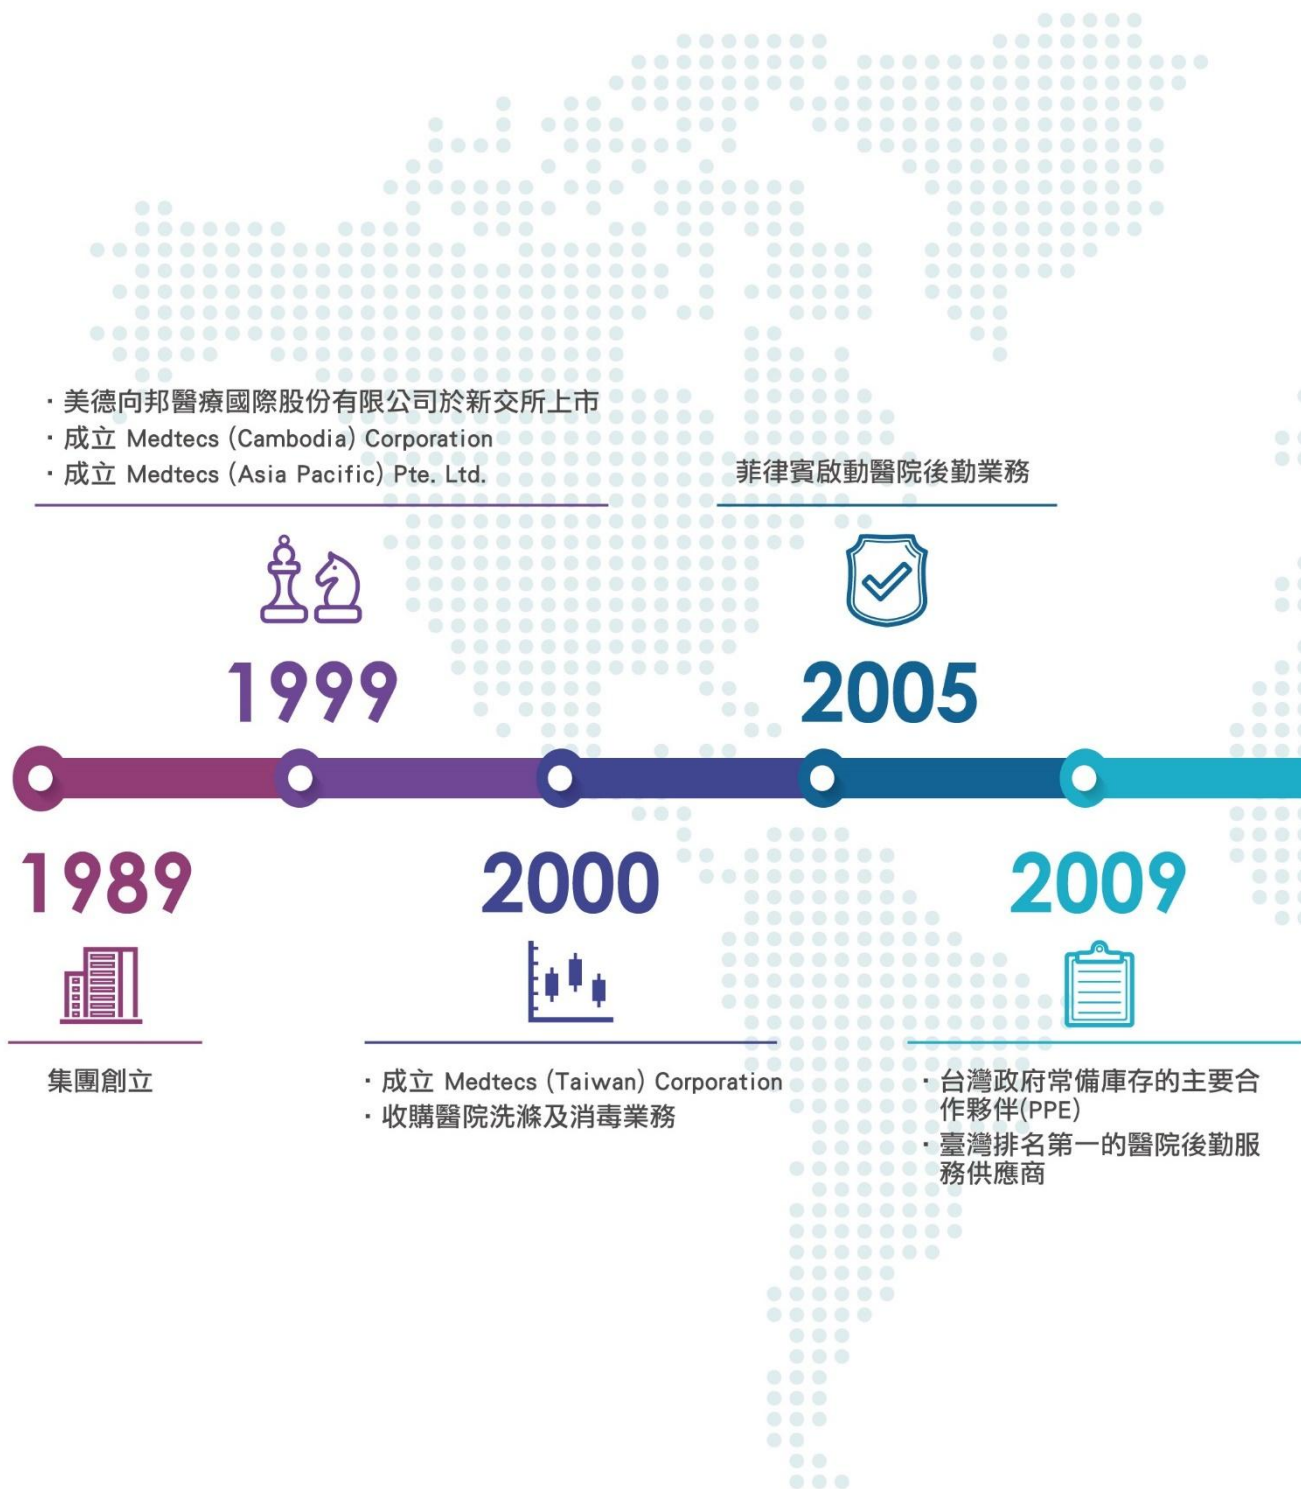 ・美德向邦醫療國際股份有限公司於新交所上市
・成立 Medtecs (Cambodia) Corporation
・成立 Medtecs (Asia Pacific) Pte. Ltd.
菲律賓啟動醫院後勤業務
1999
2005
1989
2000
2009
集團創立
・成立 Medtecs (Taiwan) Corporation
・收購醫院洗滌及消毒業務
・台灣政府常備庫存的主要合
作夥伴(PPE)
・臺灣排名第一的醫院後勤服
務供應商